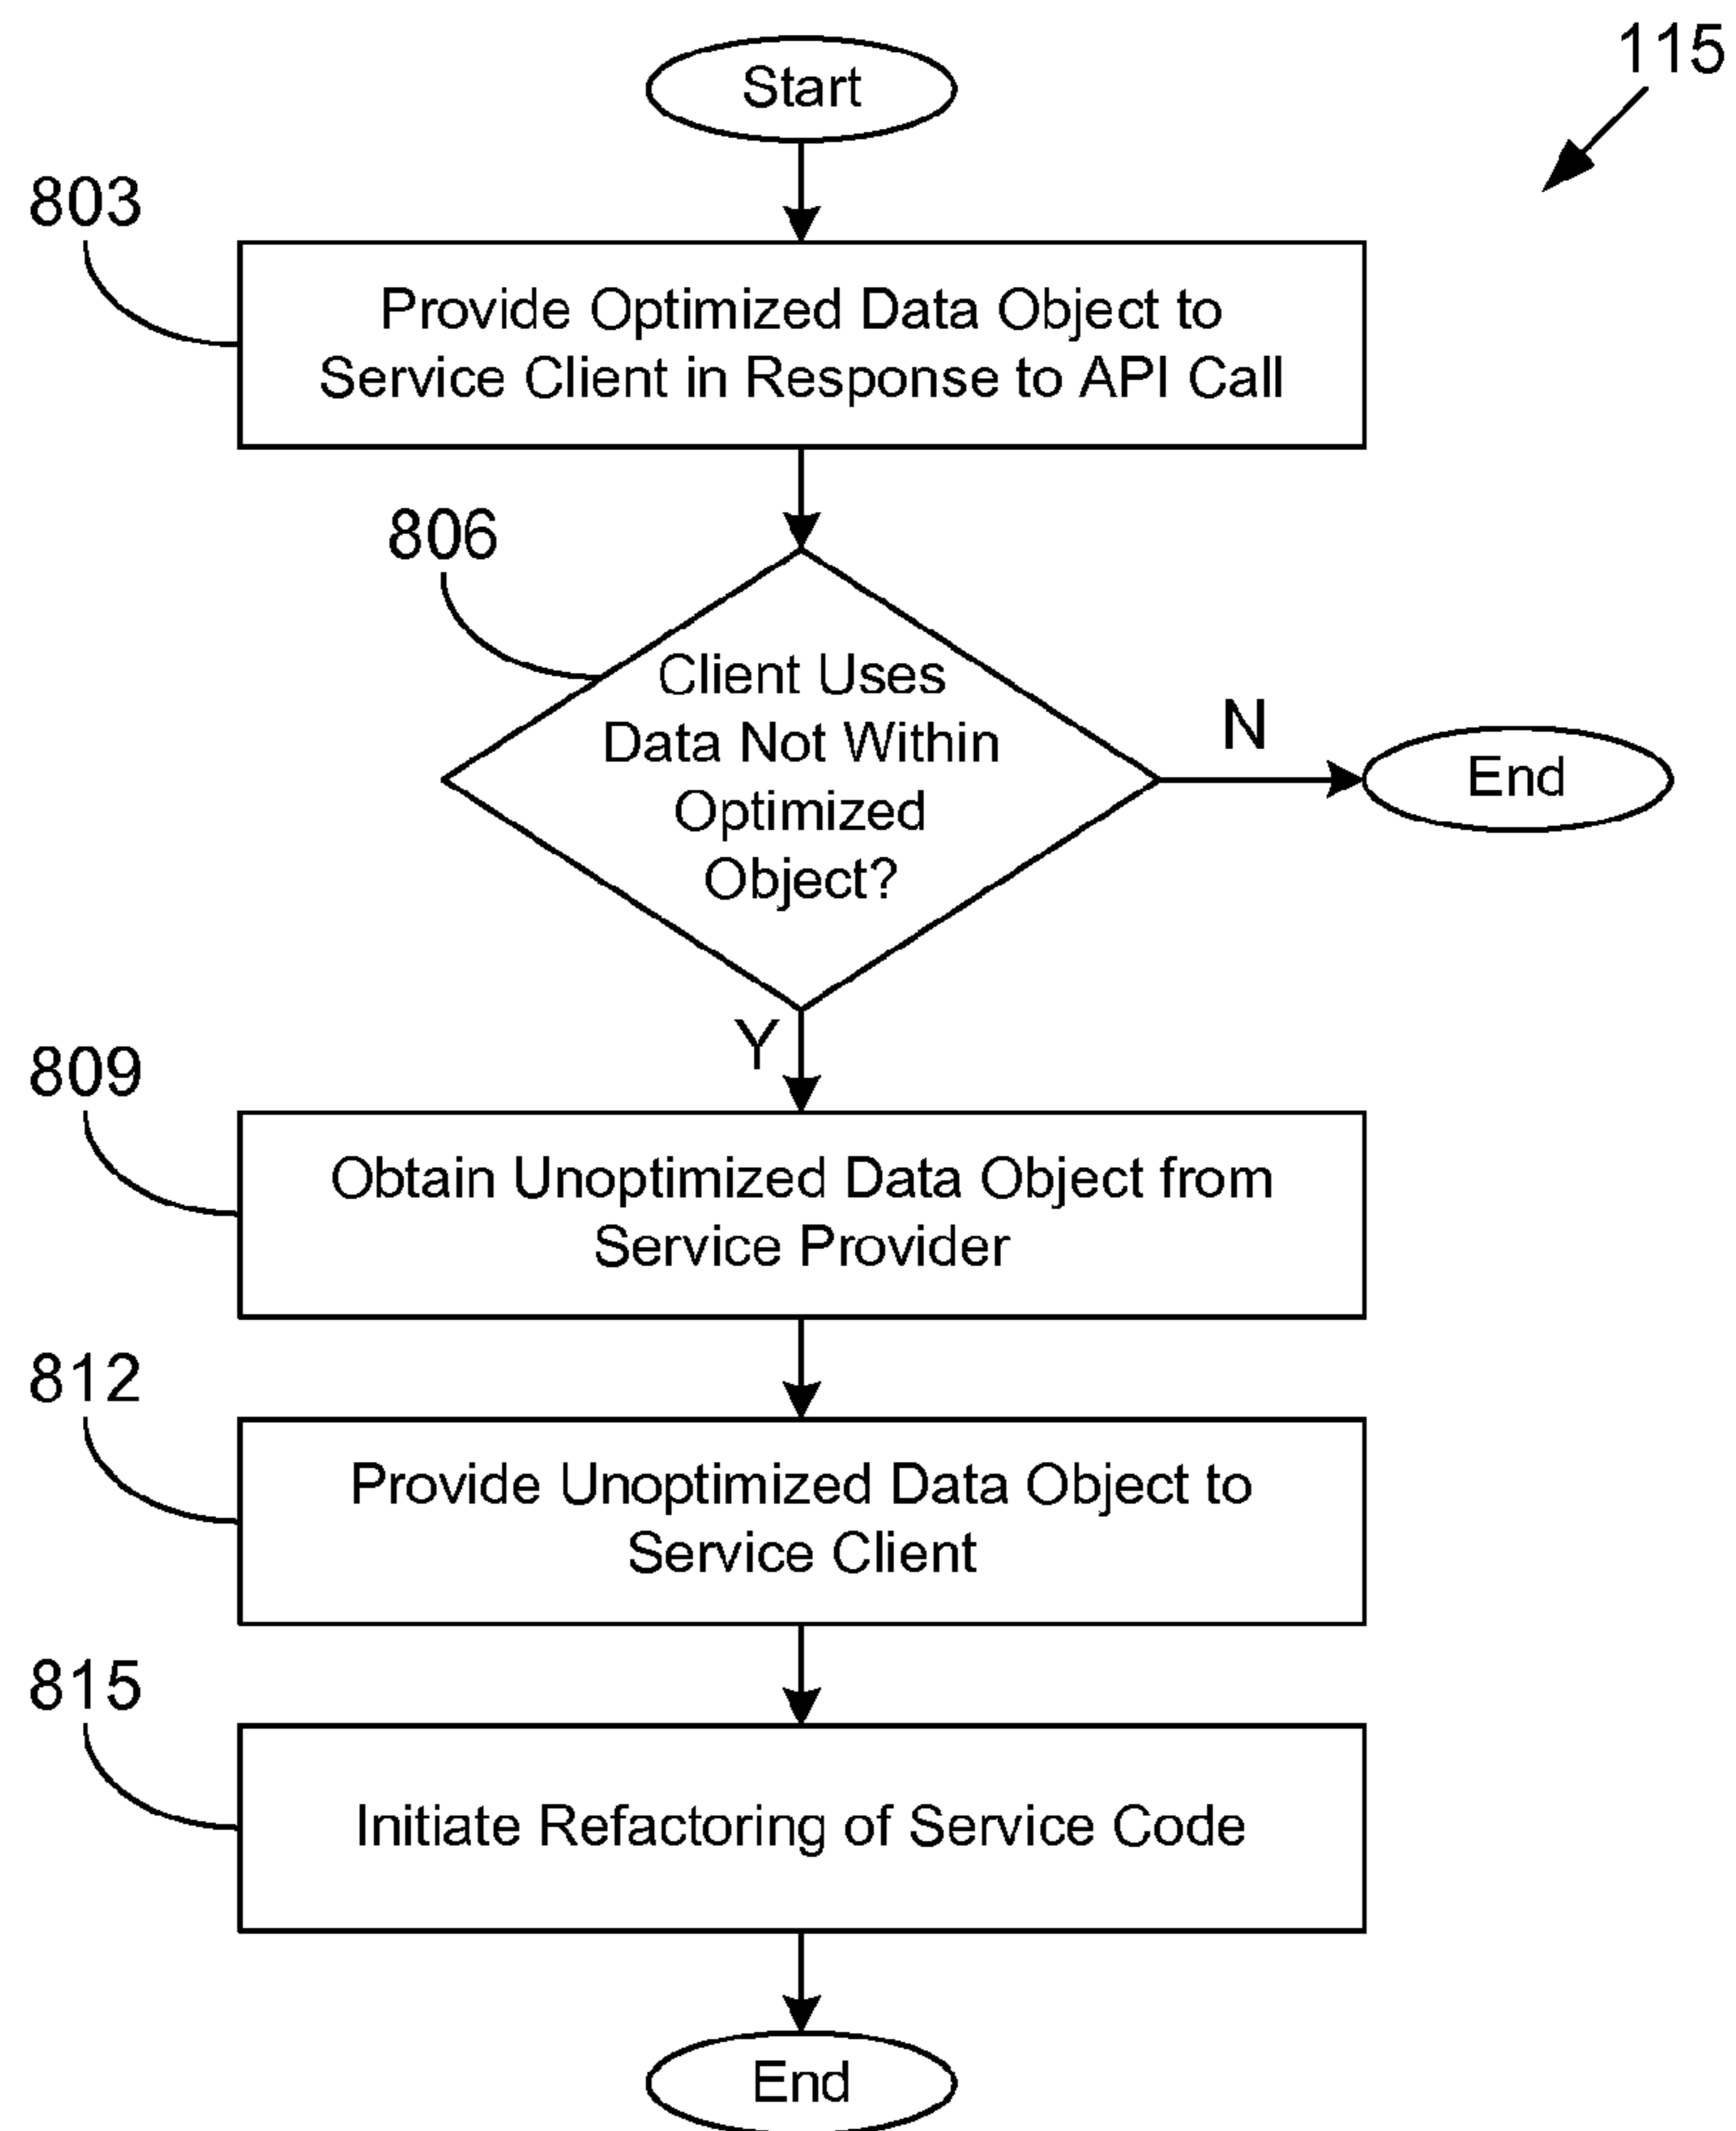 Start
115
803
Provide Optimized Data Object to
Service Client in Response to API Call
806
Client Uses
Data Not Within
Optimized
Object?
N
End
Y
809
Obtain Unoptimized Data Object from
Service Provider
812
Provide Unoptimized Data Object to
Service Client
815
Initiate Refactoring of Service Code
End